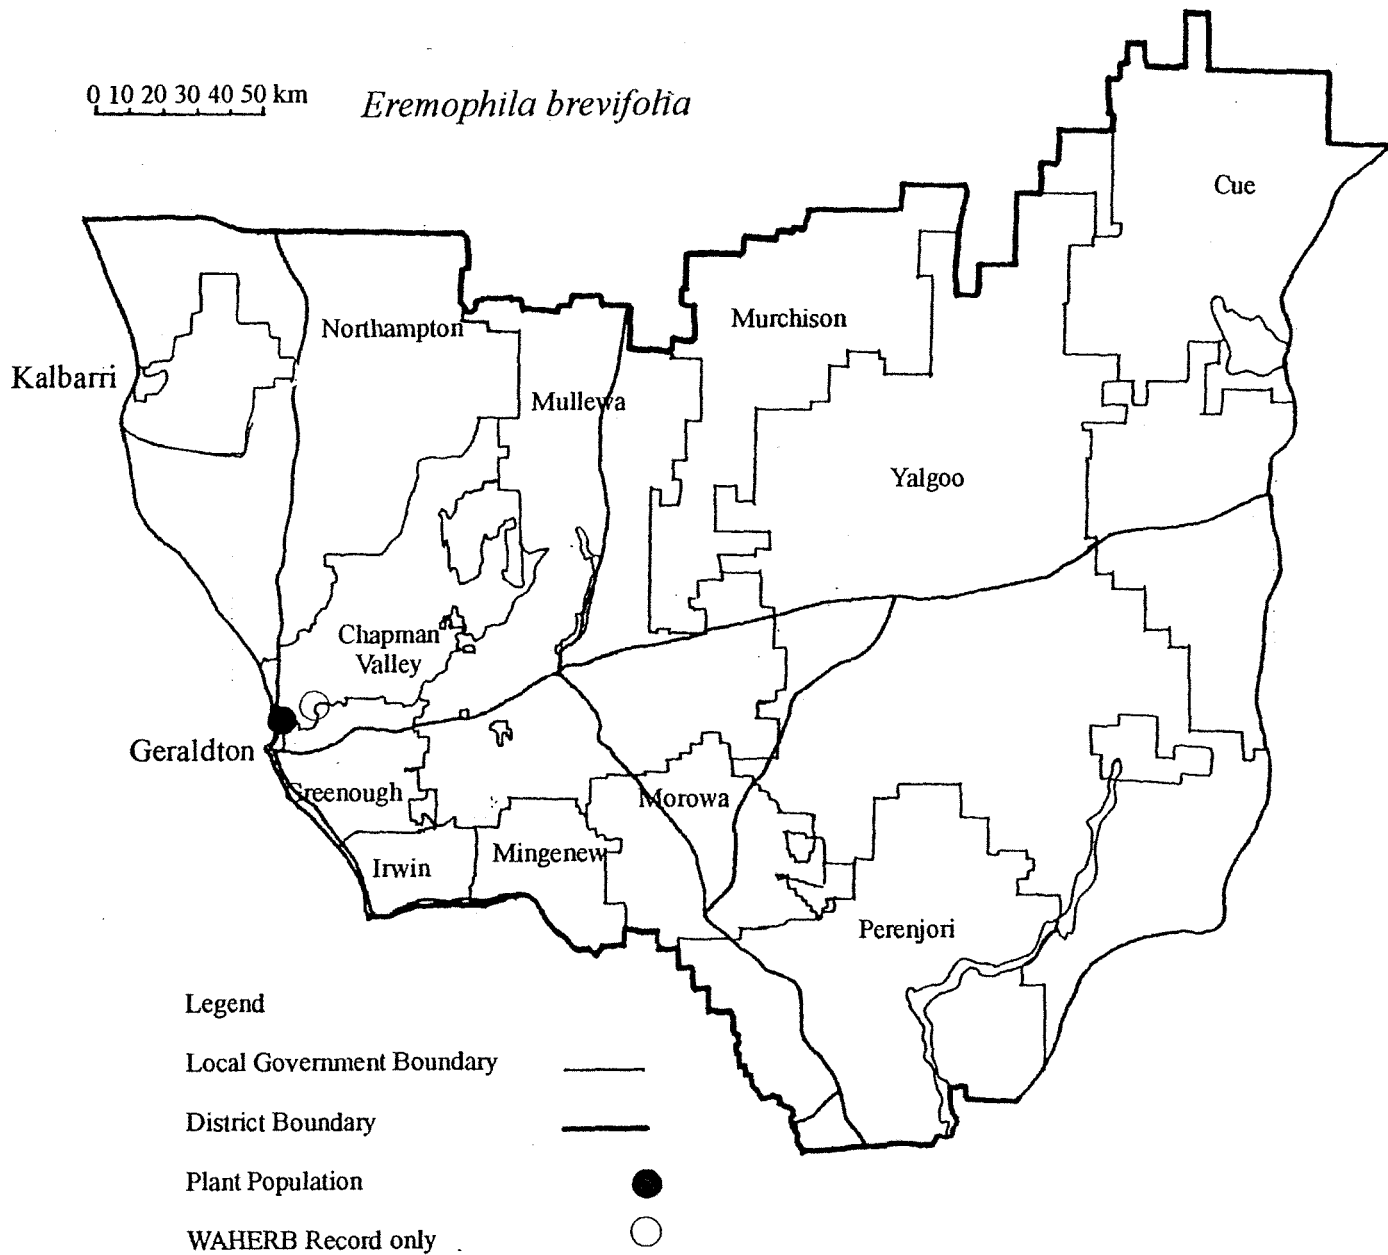 0 10 20 30 40 50 km
Eremophila brevifolia
Cue
Northampton
Murchison
Kalbarri
Mullewa
Yalgoo
Chapman
Valley
Geraldton
Greenough
Morowa
Irwin
Mingenew
Perenjori
Legend
Local Government Boundary
District Boundary
Plant Population
WAHERB Record only